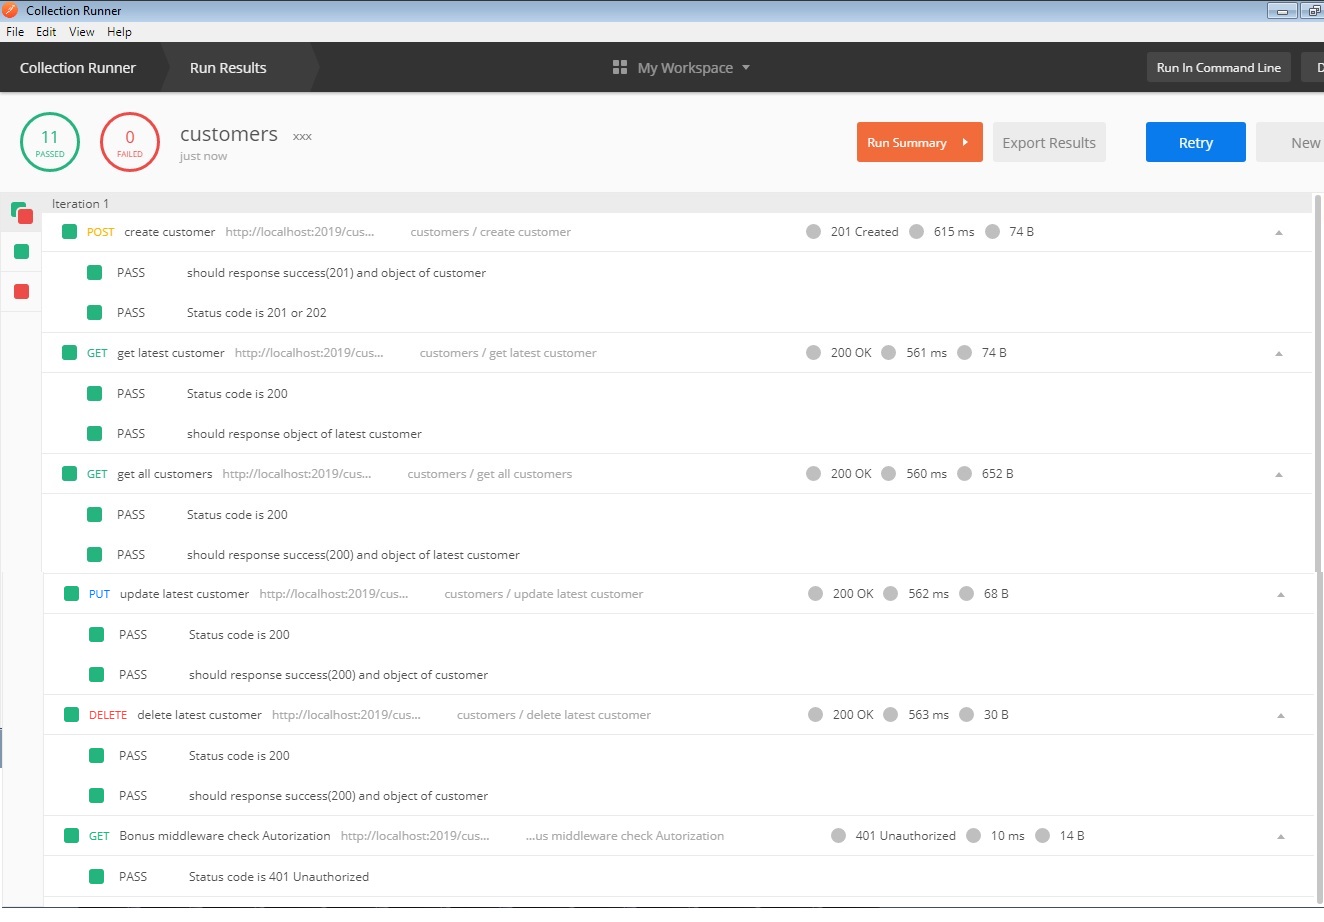 Collection Runner
File Edit View Help
Collection Runner Run Results My Workspace Run In Command Line D
11 PASSED 0 FAILED customers xxx just now Run Summary Export Results Retry New
Iteration 1
POST create customer http://localhost:2019/cus... customers / create customer 201 Created 615 ms 74 B
PASS should response success(201) and object of customer
PASS Status code is 201 or 202
GET get latest customer http://localhost:2019/cus... customers / get latest customer 200 OK 561 ms 74 B
PASS Status code is 200
PASS should response object of latest customer
GET get all customers http://localhost:2019/cus... customers / get all customers 200 OK 560 ms 652 B
PASS Status code is 200
PASS should response success(200) and object of latest customer
PUT update latest customer http://localhost:2019/cus... customers / update latest customer 200 OK 562 ms 68 B
PASS Status code is 200
PASS should response success(200) and object of customer
DELETE delete latest customer http://localhost:2019/cus... customers / delete latest customer 200 OK 563 ms 30 B
PASS Status code is 200
PASS should response success(200) and object of customer
GET Bonus middleware check Autorization http://localhost:2019/cus... ...us middleware check Autorization 401 Unauthorized 10 ms 14 B
PASS Status code is 401 Unauthorized